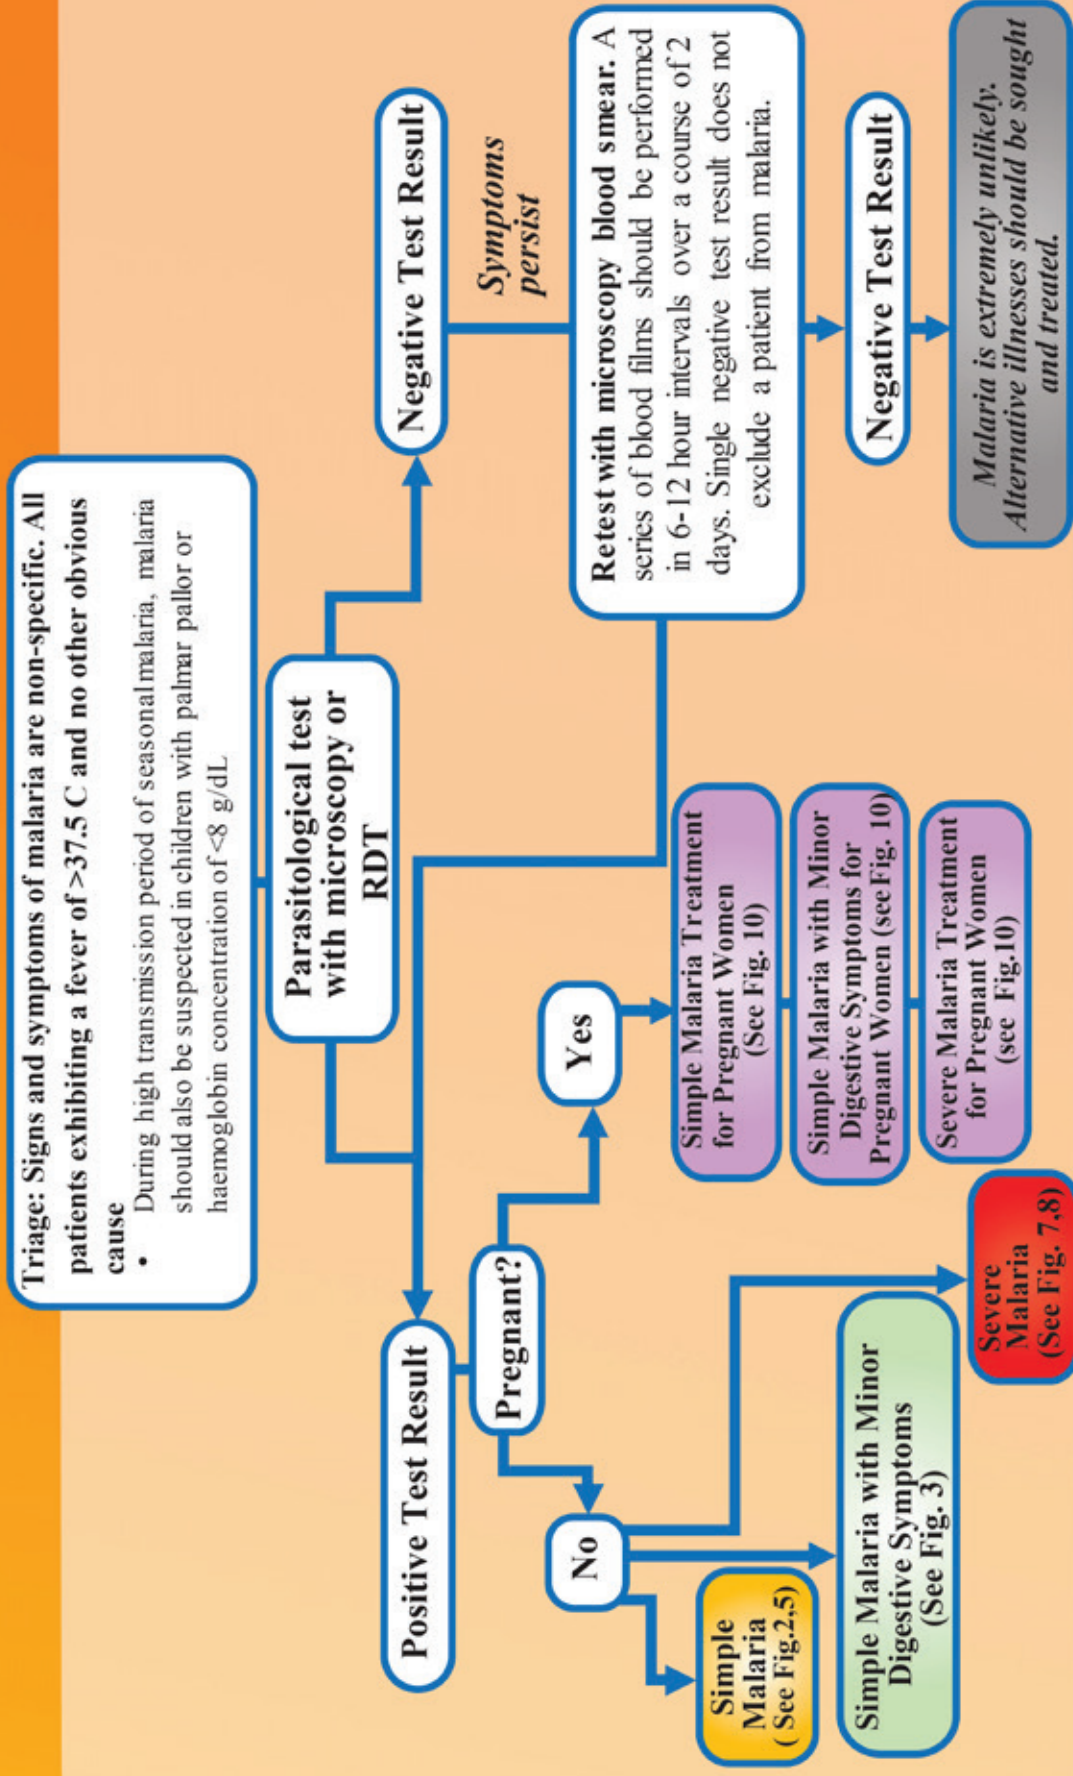 Triage: Signs and symptoms of malaria are non-specific. All
patients exhibiting a fever of >37.5 C and no other obvious
cause
• During high transmission period of seasonal malaria, malaria
should also be suspected in children with palmar pallor or
haemoglobin concentration of <8 g/dL
Parasitological test
with microscopy or
RDT
Positive Test Result
Negative Test Result
Symptoms
persist
Pregnant?
No
Yes
Retest with microscopy blood smear. A
series of blood films should be performed
in 6-12 hour intervals over a course of 2
days. Single negative test result does not
exclude a patient from malaria.
Simple
Malaria
( See Fig.2,5)
Simple Malaria with Minor
Digestive Symptoms
(See Fig. 3)
Severe
Malaria
(See Fig. 7,8)
Simple Malaria Treatment
for Pregnant Women
(See Fig. 10)
Simple Malaria with Minor
Digestive Symptoms for
Pregnant Women (see Fig. 10)
Severe Malaria Treatment
for Pregnant Women
(see Fig.10)
Negative Test Result
Malaria is extremely unlikely.
Alternative illnesses should be sought
and treated.